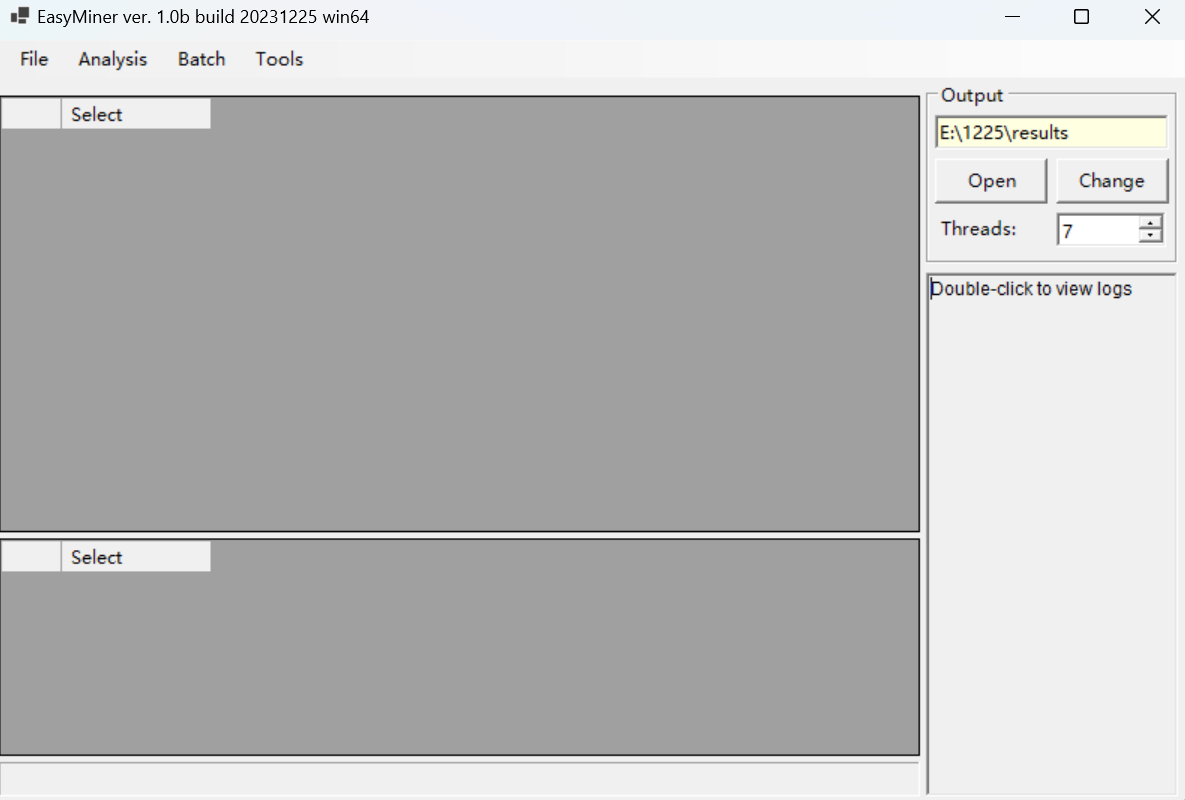 EasyMiner ver. 1.0b build 20231225 win64
File Analysis Batch Tools
Select
Output
E:\1225\results
Open Change
Threads: 7
Double-click to view logs
Select